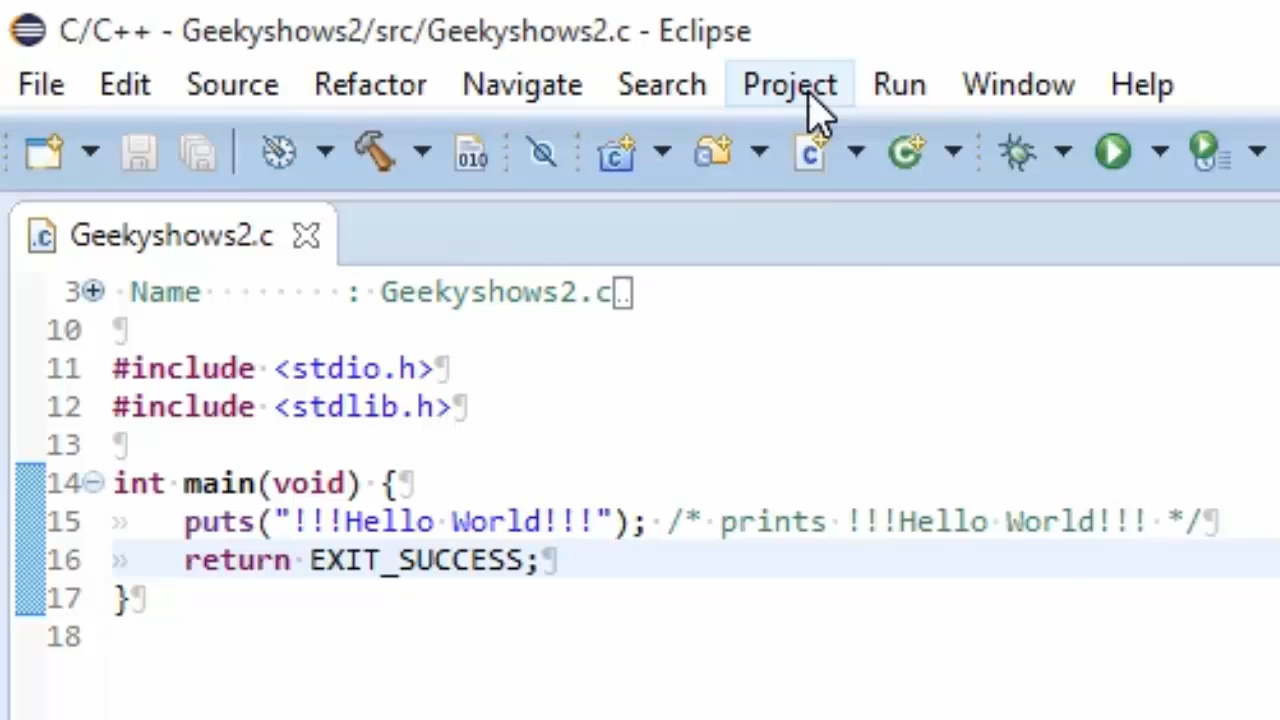 C/C++ - Geekyshows2/src/Geekyshows2.c - Eclipse
File Edit Source Refactor Navigate Search Project Run Window Help
010 C C C C
.c Geekyshows2.c
3 Name : Geekyshows2.c
10
11 #include <stdio.h>
12 #include <stdlib.h>
13
14 int main(void) {
15 puts("!!!Hello World!!!"); /* prints !!!Hello World!!! */
16 return EXIT_SUCCESS;
17 }
18